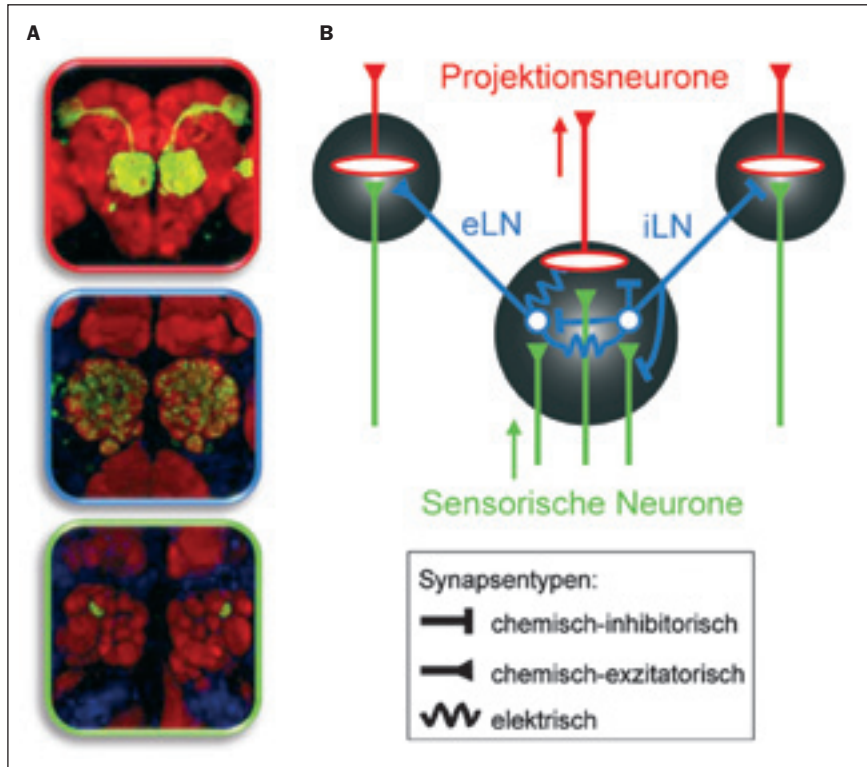 A
B
Projektionsneurone
eLN
iLN
Sensorische Neurone
Synapsentypen:
chemisch-inhibitorisch
chemisch-exzitatorisch
elektrisch